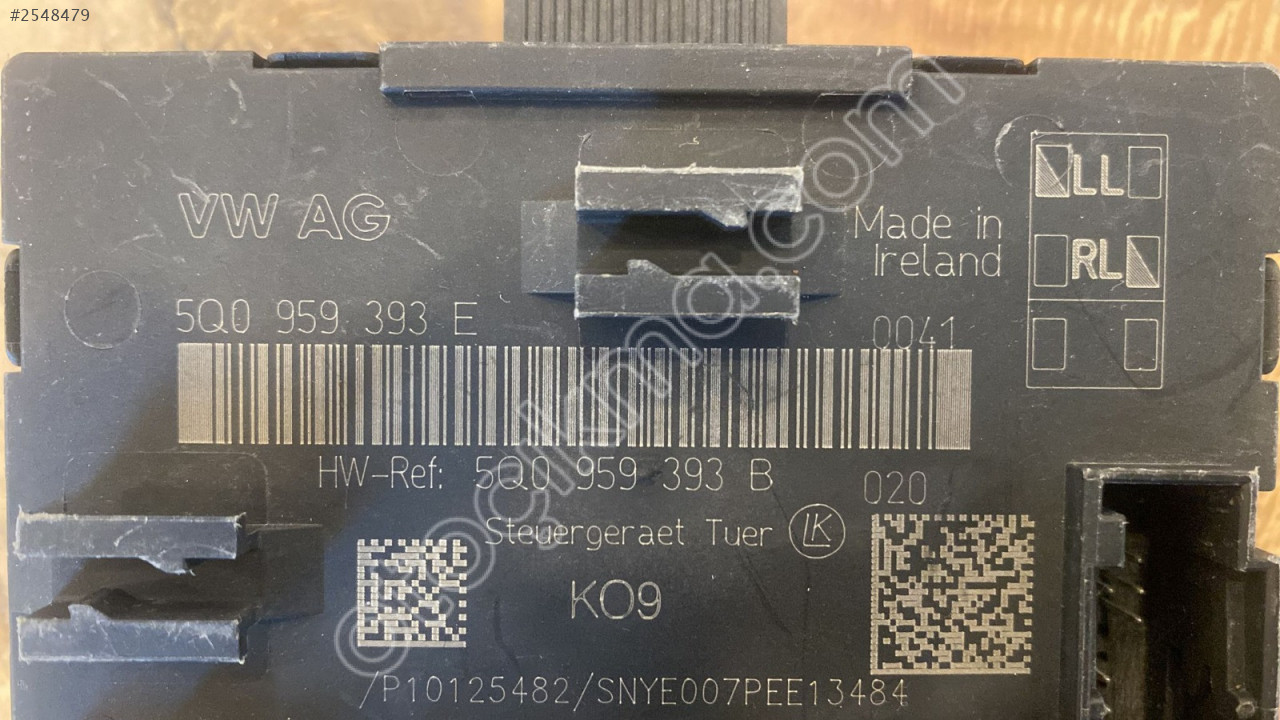 #2548479
VW AG
Made in
Ireland
LL
RL
5Q0 959 393 E
0041
HW-Ref: 5Q0 959 393 B 020
Steuergeraet Tuer LK
KO9
/P10125482/SNYE007PEE13484